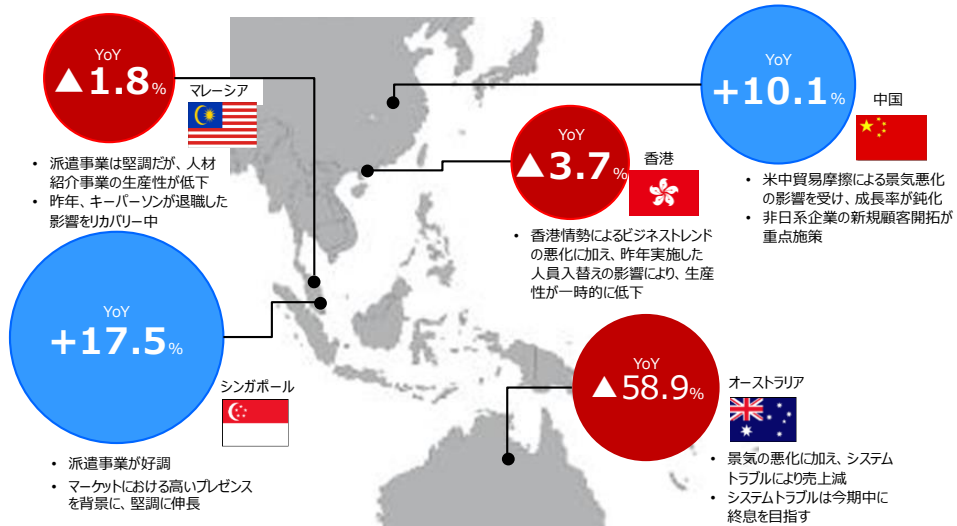 YoY
▲1.8%
マレーシア
• 派遣事業は堅調だが、人材
紹介事業の生産性が低下
• 昨年、キーパーソンが退職した
影響をリカバリー中
YoY
+10.1%
中国
• 米中貿易摩擦による景気悪化
の影響を受け、成長率が鈍化
• 非日系企業の新規顧客開拓が
重点施策
YoY
▲3.7%
香港
• 香港情勢によるビジネストレンド
の悪化に加え、昨年実施した
人員入替えの影響により、生産
性が一時的に低下
YoY
+17.5%
シンガポール
• 派遣事業が好調
• マーケットにおける高いプレゼンス
を背景に、堅調に伸長
YoY
▲58.9%
オーストラリア
• 景気の悪化に加え、システム
トラブルにより売上減
• システムトラブルは今期中に
終息を目指す